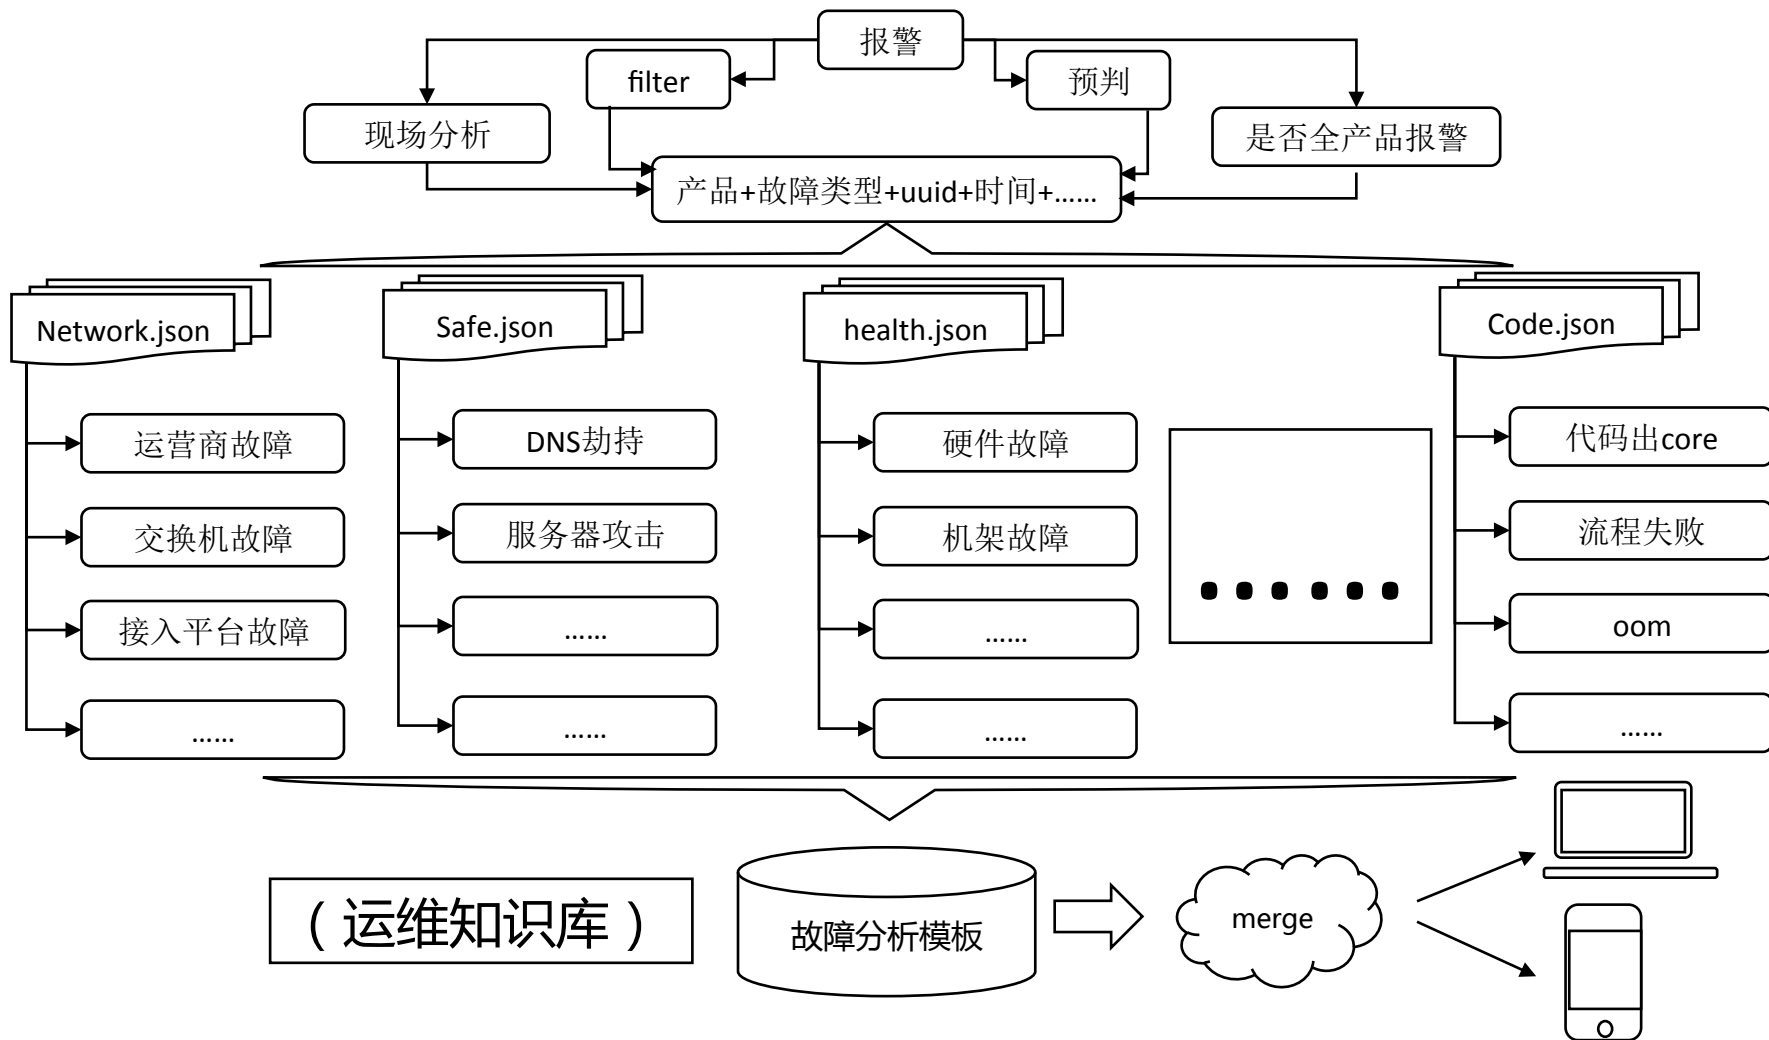 报警
filter
预判
现场分析
是否全产品报警
产品+故障类型+uuid+时间+……
Network.json
Safe.json
health.json
Code.json
运营商故障
交换机故障
接入平台故障
……
DNS劫持
服务器攻击
……
……
硬件故障
机架故障
……
……
......
代码出core
流程失败
oom
……
（运维知识库）
故障分析模板
merge